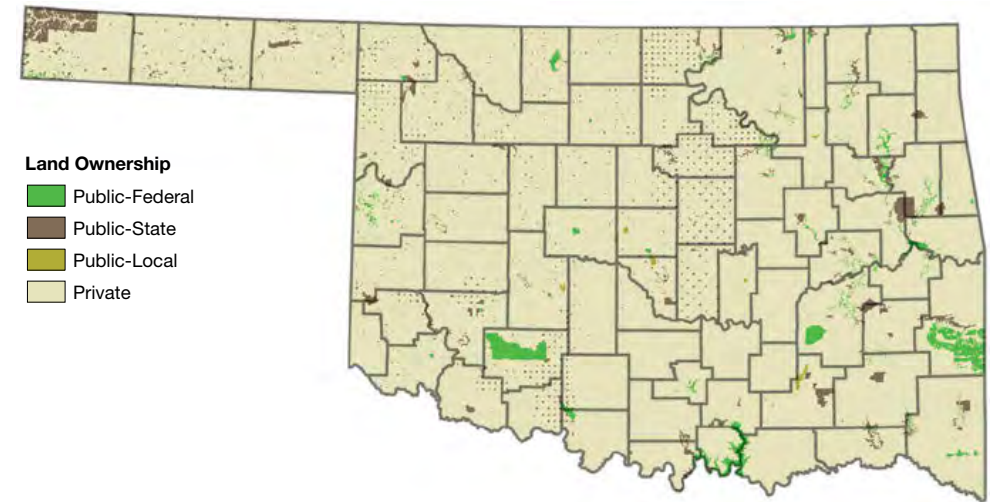 Land Ownership
Public-Federal
Public-State
Public-Local
Private